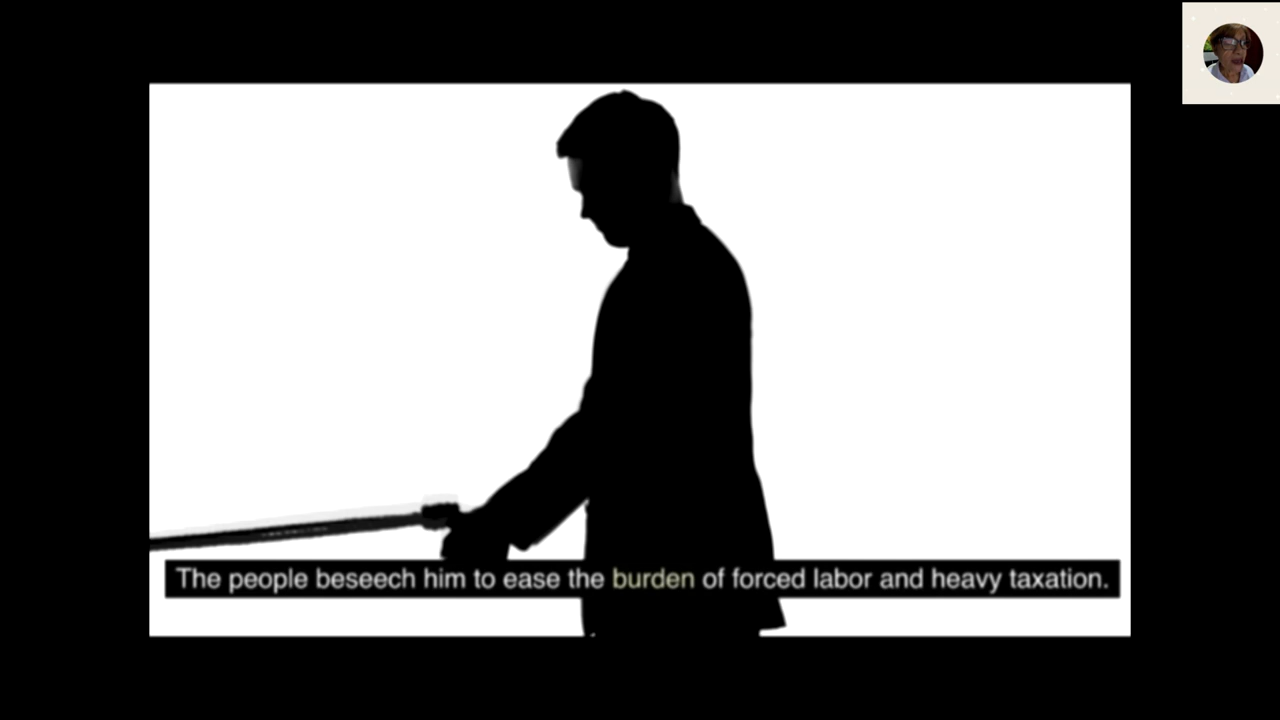 The people beseech him to ease the burden of forced labor and heavy taxation.